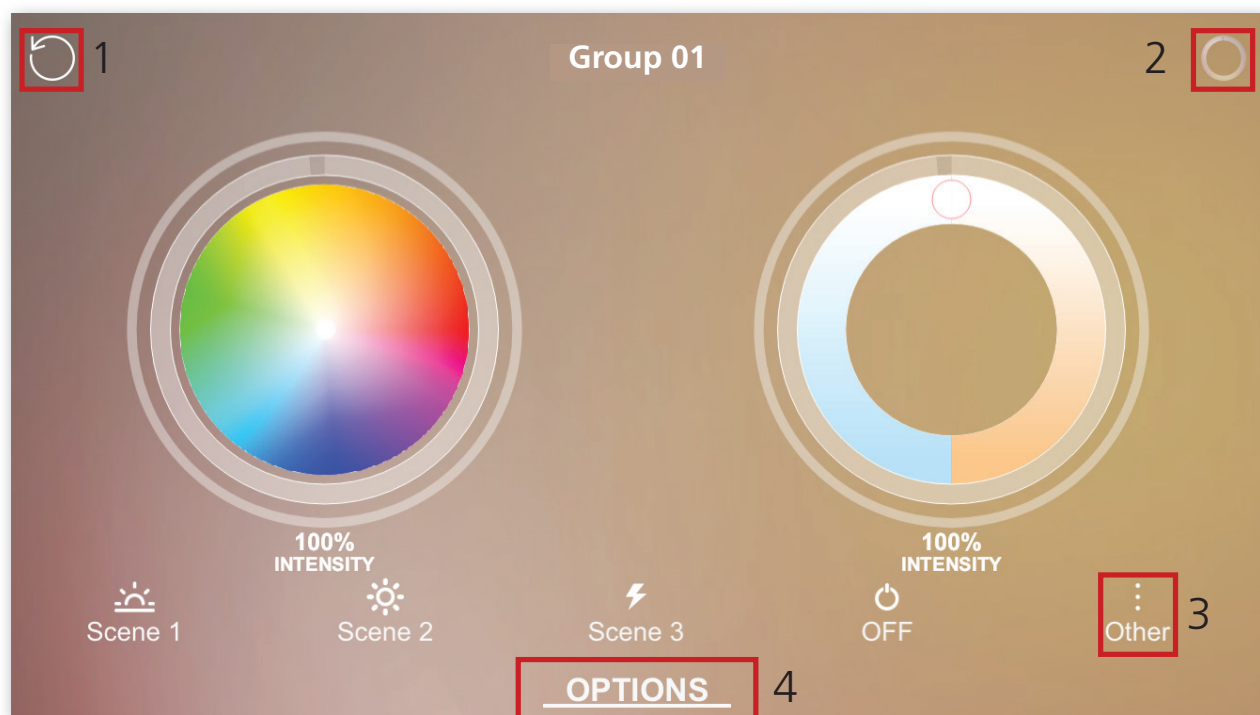 1
Group 01
2
100%
INTENSITY
100%
INTENSITY
Scene 1
Scene 2
Scene 3
OFF
Other
3
OPTIONS
4